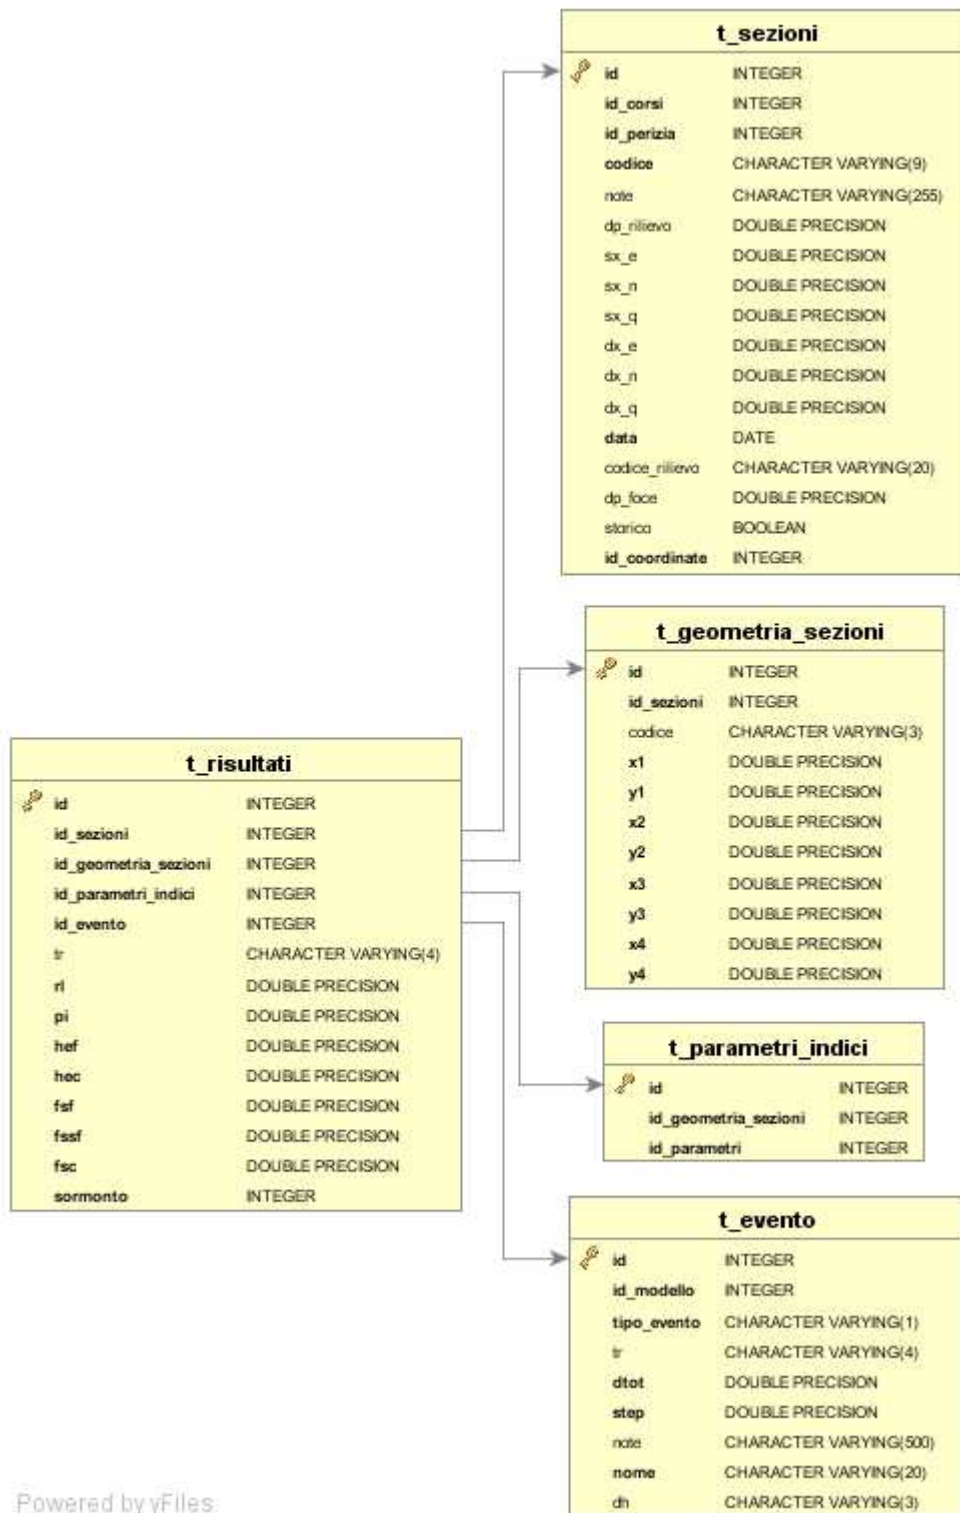 t_sezioni
id INTEGER
id_corsi INTEGER
id_perizia INTEGER
codice CHARACTER VARYING(9)
note CHARACTER VARYING(255)
dp_rilievo DOUBLE PRECISION
sx_e DOUBLE PRECISION
sx_n DOUBLE PRECISION
sx_q DOUBLE PRECISION
dx_e DOUBLE PRECISION
dx_n DOUBLE PRECISION
dx_q DOUBLE PRECISION
data DATE
codice_rilievo CHARACTER VARYING(20)
dp_foce DOUBLE PRECISION
storico BOOLEAN
id_coordinate INTEGER
t_geometria_sezioni
id INTEGER
id_sezioni INTEGER
codice CHARACTER VARYING(3)
x1 DOUBLE PRECISION
y1 DOUBLE PRECISION
x2 DOUBLE PRECISION
y2 DOUBLE PRECISION
x3 DOUBLE PRECISION
y3 DOUBLE PRECISION
x4 DOUBLE PRECISION
y4 DOUBLE PRECISION
t_risultati
id INTEGER
id_sezioni INTEGER
id_geometria_sezioni INTEGER
id_parametri_indici INTEGER
id_evento INTEGER
tr CHARACTER VARYING(4)
rl DOUBLE PRECISION
pi DOUBLE PRECISION
hef DOUBLE PRECISION
hec DOUBLE PRECISION
fsf DOUBLE PRECISION
fssf DOUBLE PRECISION
fsc DOUBLE PRECISION
sormonto INTEGER
t_parametri_indici
id INTEGER
id_geometria_sezioni INTEGER
id_parametri INTEGER
t_evento
id INTEGER
id_modello INTEGER
tipo_evento CHARACTER VARYING(1)
tr CHARACTER VARYING(4)
dtot DOUBLE PRECISION
step DOUBLE PRECISION
note CHARACTER VARYING(500)
nome CHARACTER VARYING(20)
dh CHARACTER VARYING(3)
Powered by yFiles